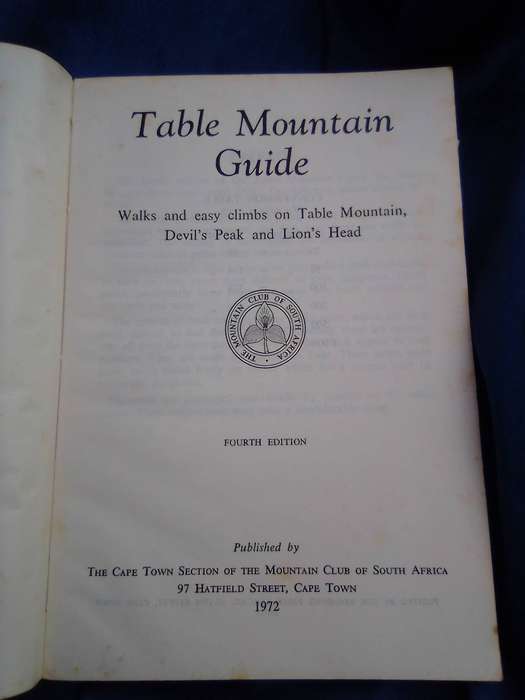 Table Mountain
Guide
Walks and easy climbs on Table Mountain,
Devil's Peak and Lion's Head
THE MOUNTAIN CLUB OF SOUTH AFRICA
FOURTH EDITION
Published by
THE CAPE TOWN SECTION OF THE MOUNTAIN CLUB OF SOUTH AFRICA
97 HATFIELD STREET, CAPE TOWN
1972